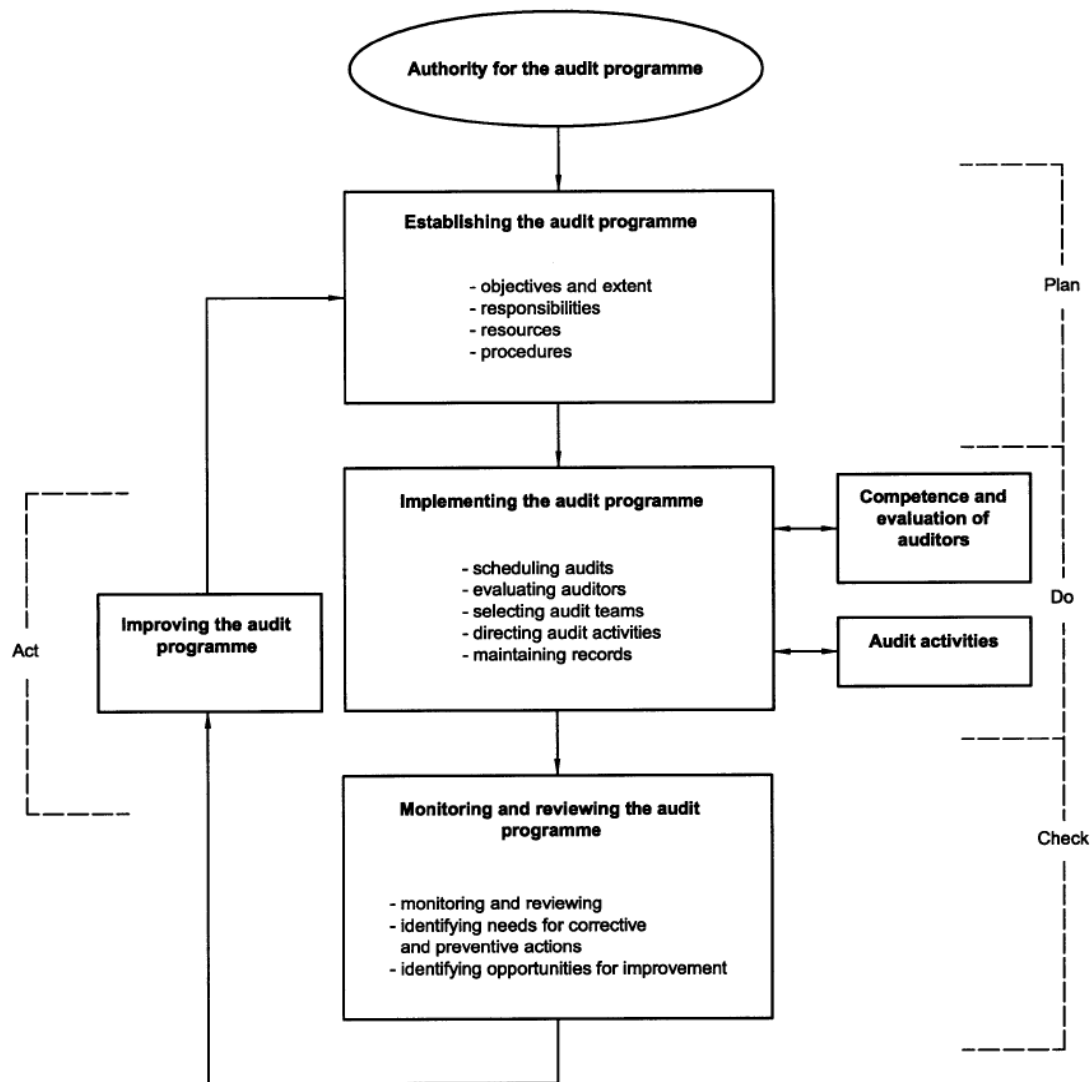 Authority for the audit programme
Establishing the audit programme
- objectives and extent
- responsibilities
- resources
- procedures
Plan
Implementing the audit programme
- scheduling audits
- evaluating auditors
- selecting audit teams
- directing audit activities
- maintaining records
Competence and
evaluation of
auditors
Audit activities
Do
Improving the audit
programme
Act
Monitoring and reviewing the audit
programme
- monitoring and reviewing
- identifying needs for corrective
and preventive actions
- identifying opportunities for improvement
Check